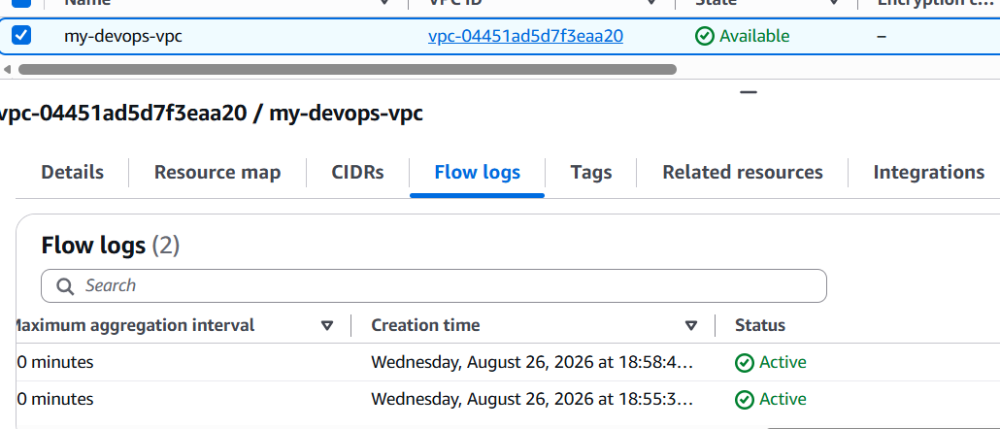 Name VPC ID State Encryption c...
my-devops-vpc vpc-04451ad5d7f3eaa20 Available –
vpc-04451ad5d7f3eaa20 / my-devops-vpc
Details Resource map CIDRs Flow logs Tags Related resources Integrations
Flow logs (2)
Search
Maximum aggregation interval Creation time Status
0 minutes Wednesday, August 26, 2026 at 18:58:4... Active
0 minutes Wednesday, August 26, 2026 at 18:55:3... Active